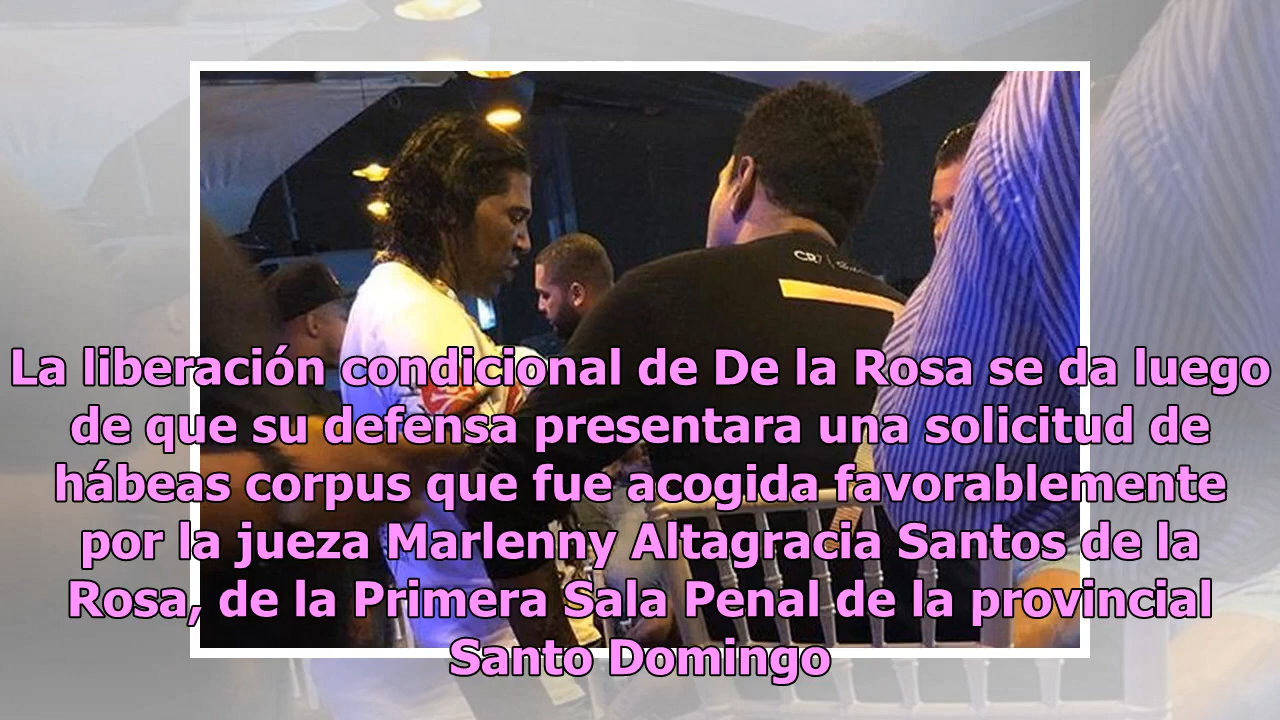 CR7
La liberación condicional de De la Rosa se da luego
de que su defensa presentara una solicitud de
hábeas corpus que fue acogida favorablemente
por la jueza Marlenny Altagracia Santos de la
Rosa, de la Primera Sala Penal de la provincial
Santo Domingo